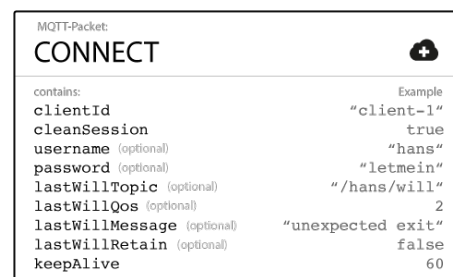 MQTT-Packet:
CONNECT
contains: Example
clientId “client-1“
cleanSession true
username (optional) “hans“
password (optional) “letmein“
lastWillTopic (optional) “/hans/will“
lastWillQos (optional) 2
lastWillMessage (optional) “unexpected exit“
lastWillRetain (optional) false
keepAlive 60